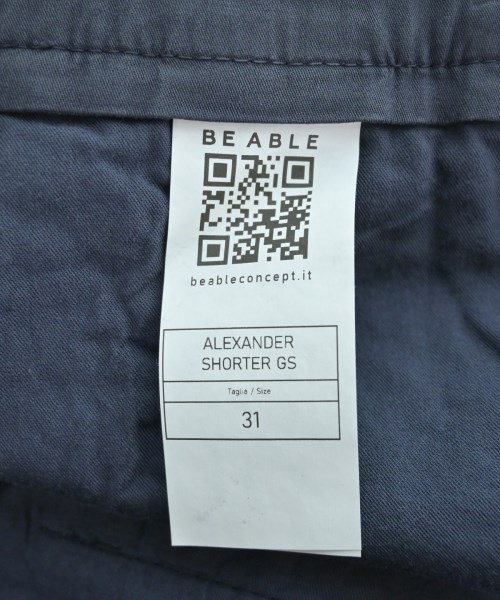 BE ABLE
beableconcept.it
ALEXANDER
SHORTER GS
Taglia / Size
31